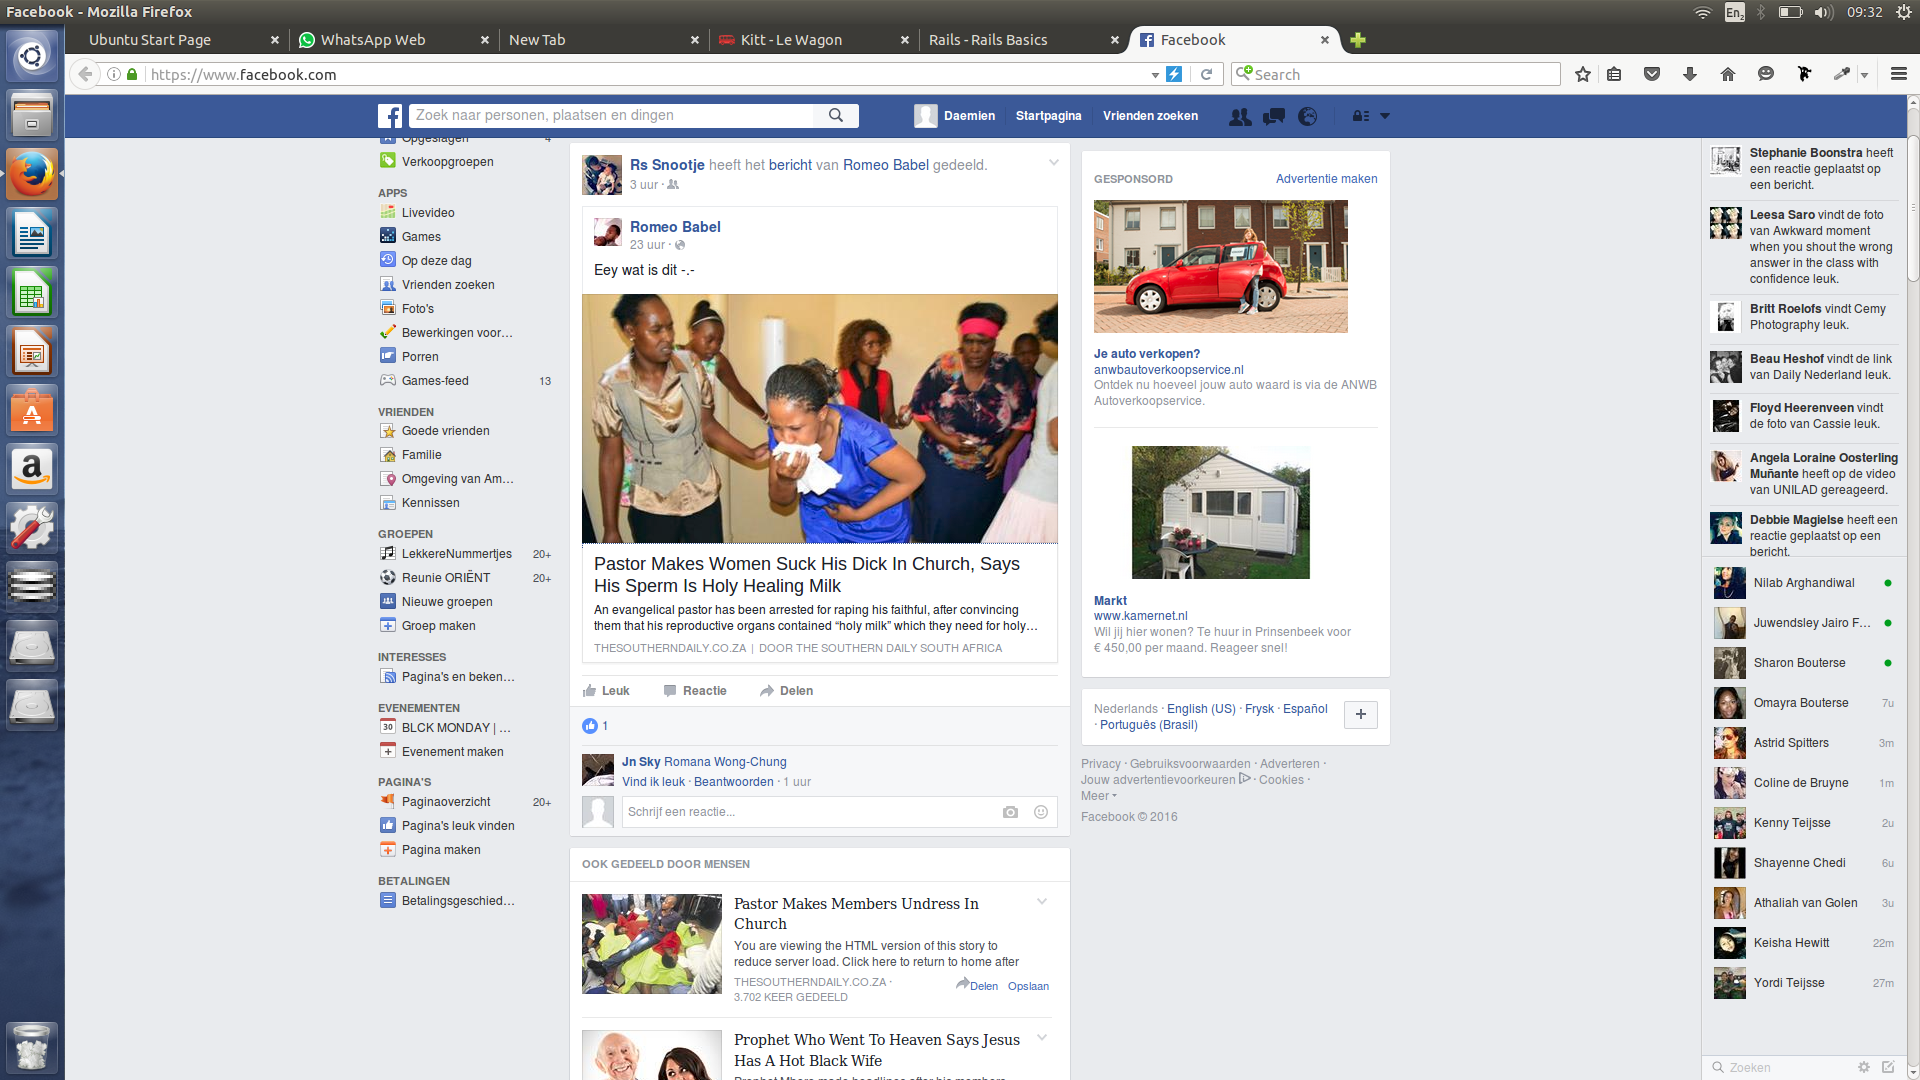 Facebook - Mozilla Firefox
En2
09:32
Ubuntu Start Page
WhatsApp Web
New Tab
Kitt - Le Wagon
Rails - Rails Basics
Facebook
https://www.facebook.com
Search
Zoek naar personen, plaatsen en dingen
Daemien
Startpagina
Vrienden zoeken
Opgeslagen 4
Verkoopgroepen
APPS
Livevideo
Games
Op deze dag
Vrienden zoeken
Foto's
Bewerkingen voor...
Porren
Games-feed 13
VRIENDEN
Goede vrienden
Familie
Omgeving van Am...
Kennissen
GROEPEN
LekkereNummertjes 20+
Reunie ORIËNT 20+
Nieuwe groepen
Groep maken
INTERESSES
Pagina's en beken...
EVENEMENTEN
30
BLCK MONDAY | ...
Evenement maken
PAGINA'S
Paginaoverzicht 20+
Pagina's leuk vinden
Pagina maken
BETALINGEN
Betalingsgeschied...
Rs Snootje heeft het bericht van Romeo Babel gedeeld.
3 uur ·
Romeo Babel
23 uur ·
Eey wat is dit -.-
Pastor Makes Women Suck His Dick In Church, Says
His Sperm Is Holy Healing Milk
An evangelical pastor has been arrested for raping his faithful, after convincing
them that his reproductive organs contained “holy milk” which they need for holy...
THESOUTHERNDAILY.CO.ZA | DOOR THE SOUTHERN DAILY SOUTH AFRICA
Leuk Reactie Delen
1
Jn Sky Romana Wong-Chung
Vind ik leuk · Beantwoorden · 1 uur
Schrijf een reactie...
OOK GEDEELD DOOR MENSEN
Pastor Makes Members Undress In
Church
You are viewing the HTML version of this story to
reduce server load. Click here to return to home after
THESOUTHERNDAILY.CO.ZA ·
3.702 KEER GEDEELD
Delen Opslaan
Prophet Who Went To Heaven Says Jesus
Has A Hot Black Wife
GESPONSORD Advertentie maken
Je auto verkopen?
anwbautoverkoopservice.nl
Ontdek nu hoeveel jouw auto waard is via de ANWB
Autoverkoopservice.
Markt
www.kamernet.nl
Wil jij hier wonen? Te huur in Prinsenbeek voor
€ 450,00 per maand. Reageer snel!
Nederlands · English (US) · Frysk · Español
· Português (Brasil)
Privacy · Gebruiksvoorwaarden · Adverteren ·
Jouw advertentievoorkeuren · Cookies ·
Meer
Facebook © 2016
Stephanie Boonstra heeft
een reactie geplaatst op
een bericht.
Leesa Saro vindt de foto
van Awkward moment
when you shout the wrong
answer in the class with
confidence leuk.
Britt Roelofs vindt Cemy
Photography leuk.
Beau Heshof vindt de link
van Daily Nederland leuk.
Floyd Heerenveen vindt
de foto van Cassie leuk.
Angela Loraine Oosterling
Muñante heeft op de video
van UNILAD gereageerd.
Debbie Magielse heeft een
reactie geplaatst op een
bericht.
Nilab Arghandiwal
Juwendsley Jairo F...
Sharon Bouterse
Omayra Bouterse 7u
Astrid Spitters 3m
Coline de Bruyne 1m
Kenny Teijsse 2u
Shayenne Chedi 6u
Athaliah van Golen 3u
Keisha Hewitt 22m
Yordi Teijsse 27m
Zoeken